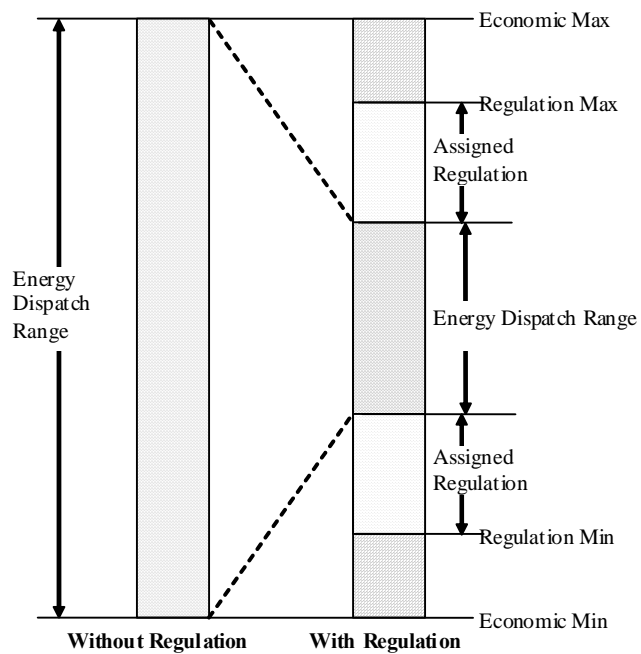 Economic Max
Regulation Max
Assigned
Regulation
Energy
Dispatch
Range
Energy Dispatch Range
Assigned
Regulation
Regulation Min
Economic Min
Without Regulation
With Regulation